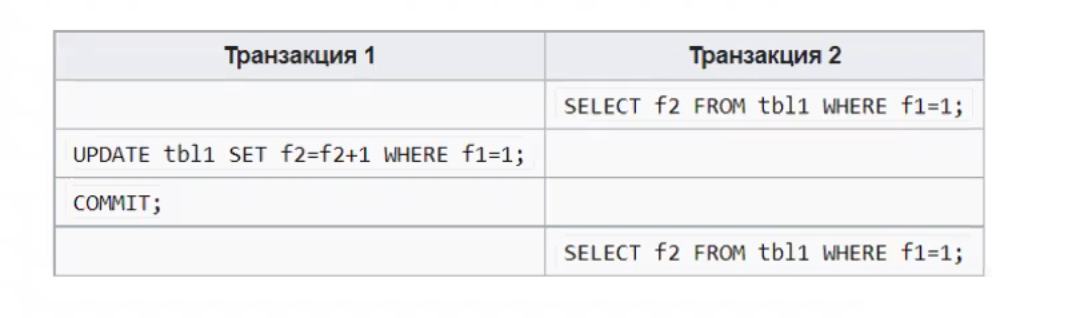 Транзакция 1 Транзакция 2
SELECT f2 FROM tbl1 WHERE f1=1;
UPDATE tbl1 SET f2=f2+1 WHERE f1=1;
COMMIT;
SELECT f2 FROM tbl1 WHERE f1=1;